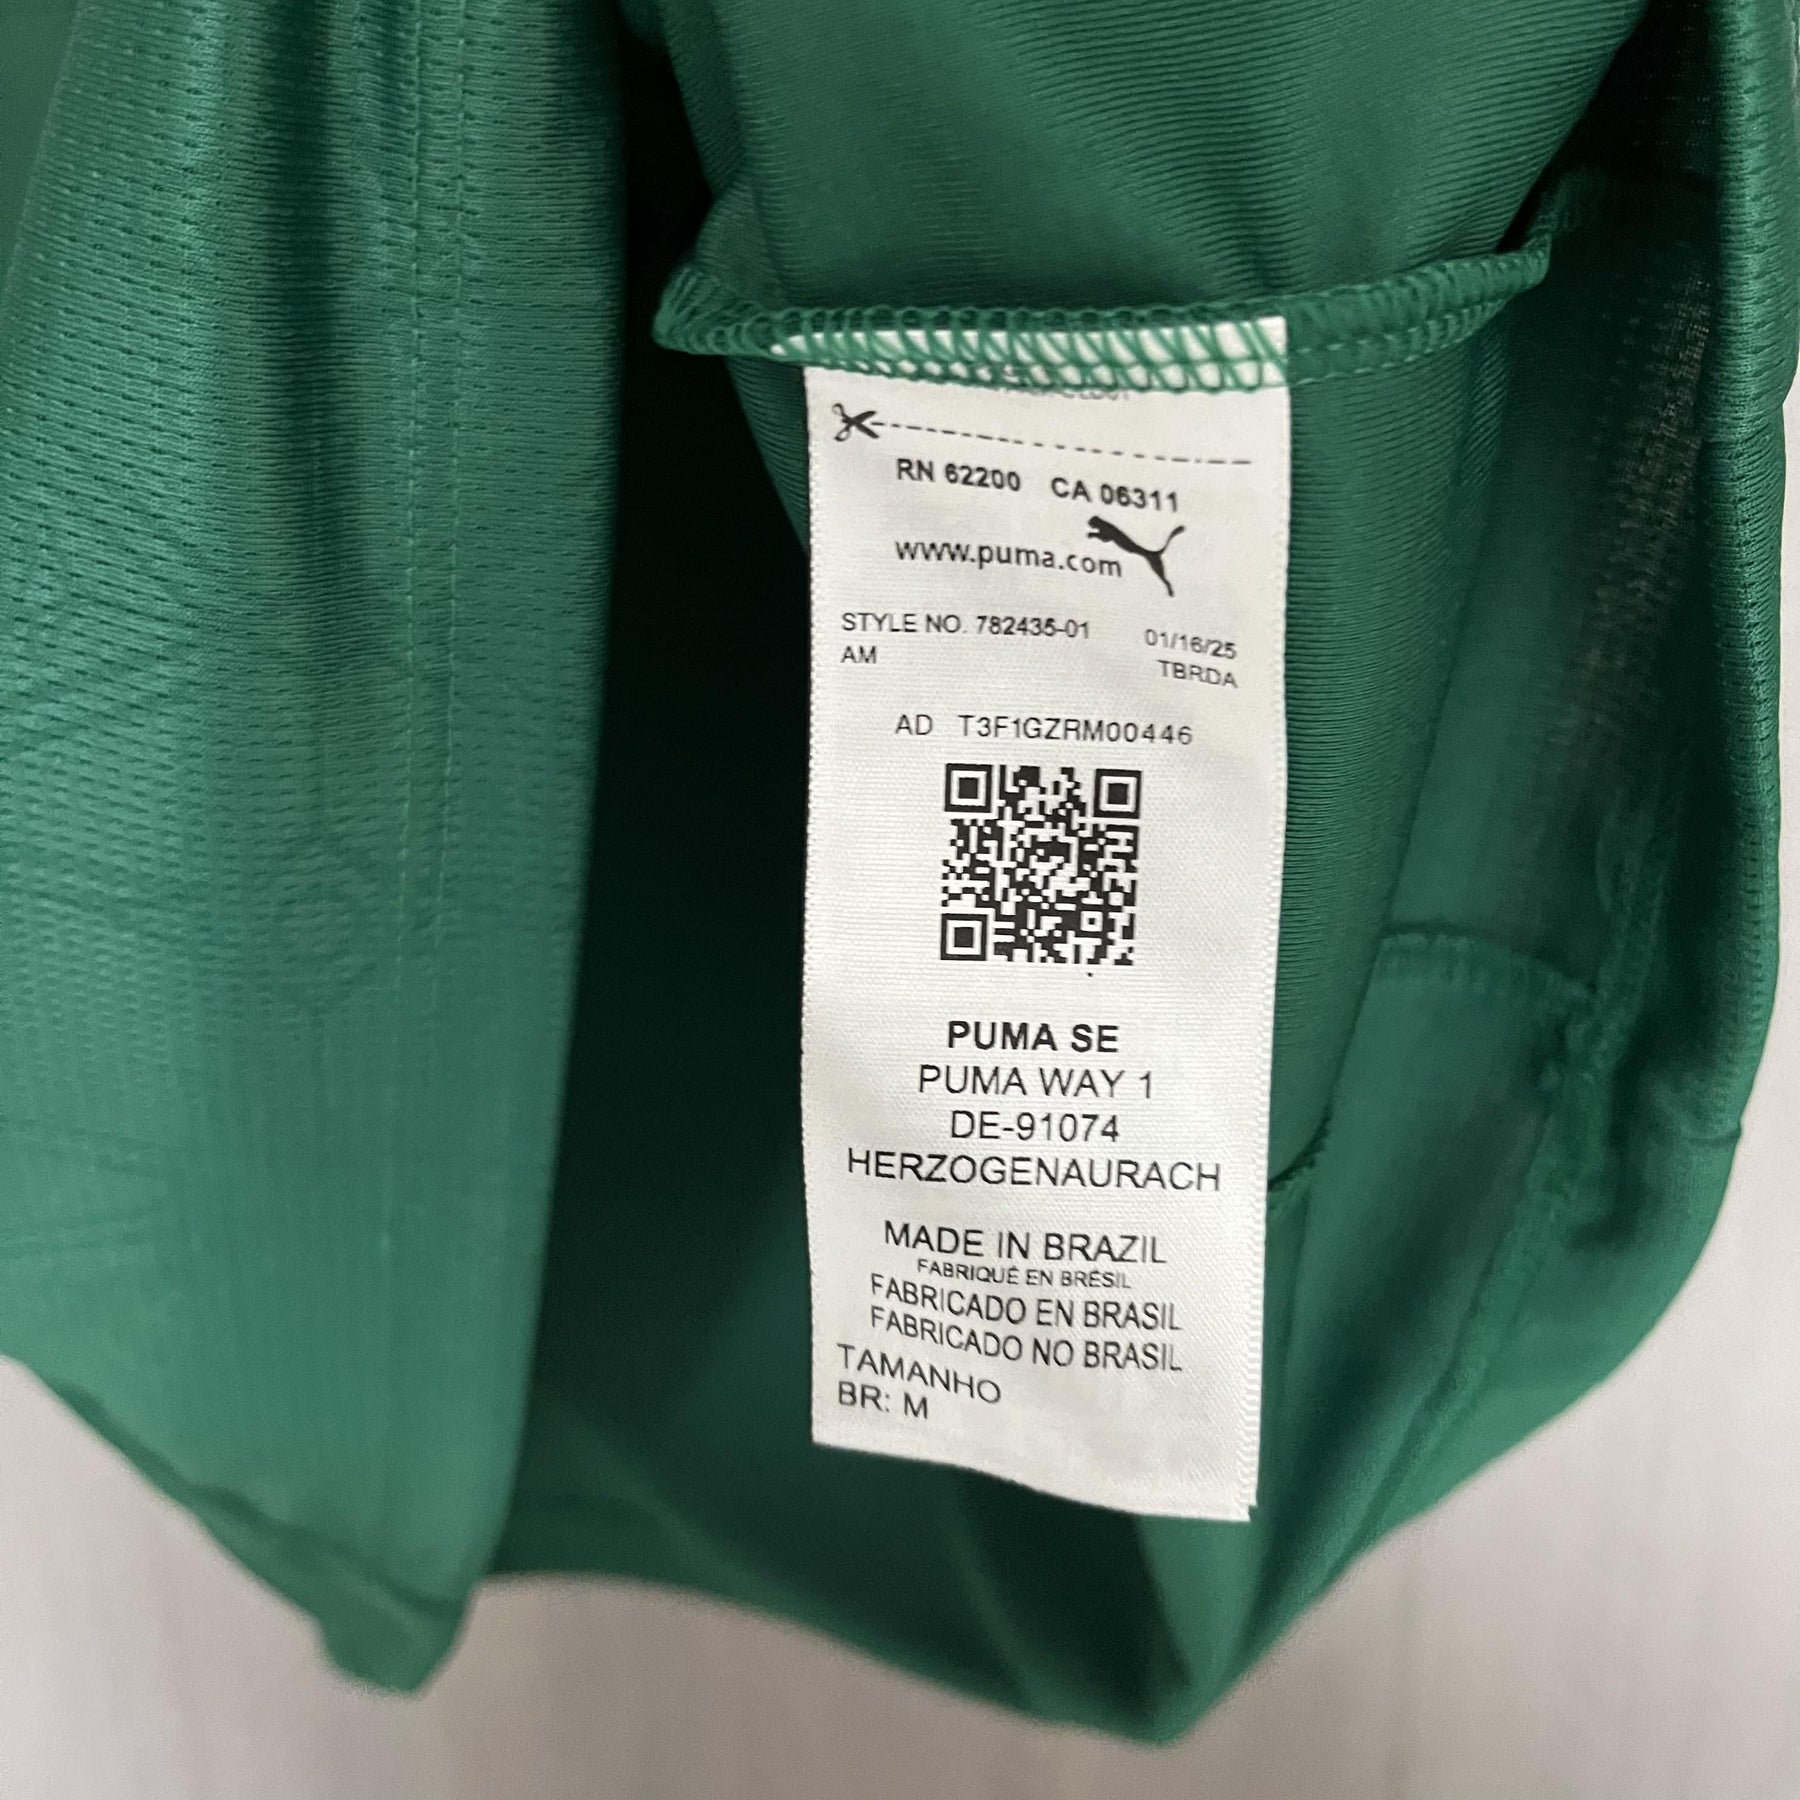 RN 62200 CA 06311
www.puma.com
STYLE NO. 782435-01 01/16/25
AM TBRDA
AD T3F1GZRM00446
PUMA SE
PUMA WAY 1
DE-91074
HERZOGENAURACH
MADE IN BRAZIL
FABRIQUÉ EN BRÉSIL
FABRICADO EN BRASIL
FABRICADO NO BRASIL
TAMANHO
BR: M